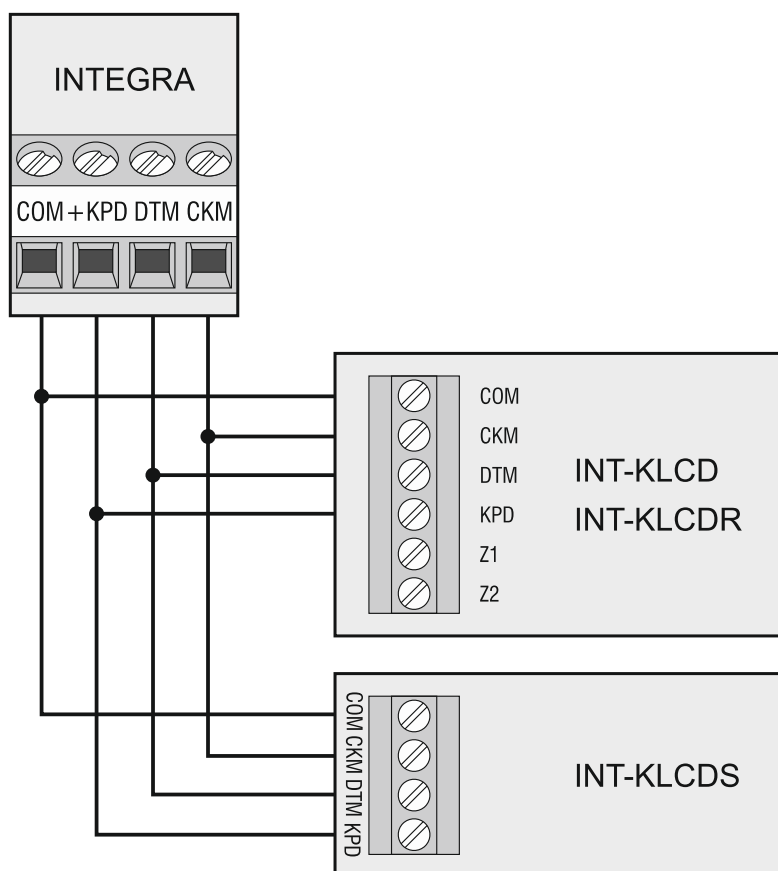 INTEGRA
COM +KPD DTM CKM
COM
CKM
DTM
KPD
Z1
Z2
INT-KLCD
INT-KLCDR
COM CKM DTM KPD
INT-KLCDS